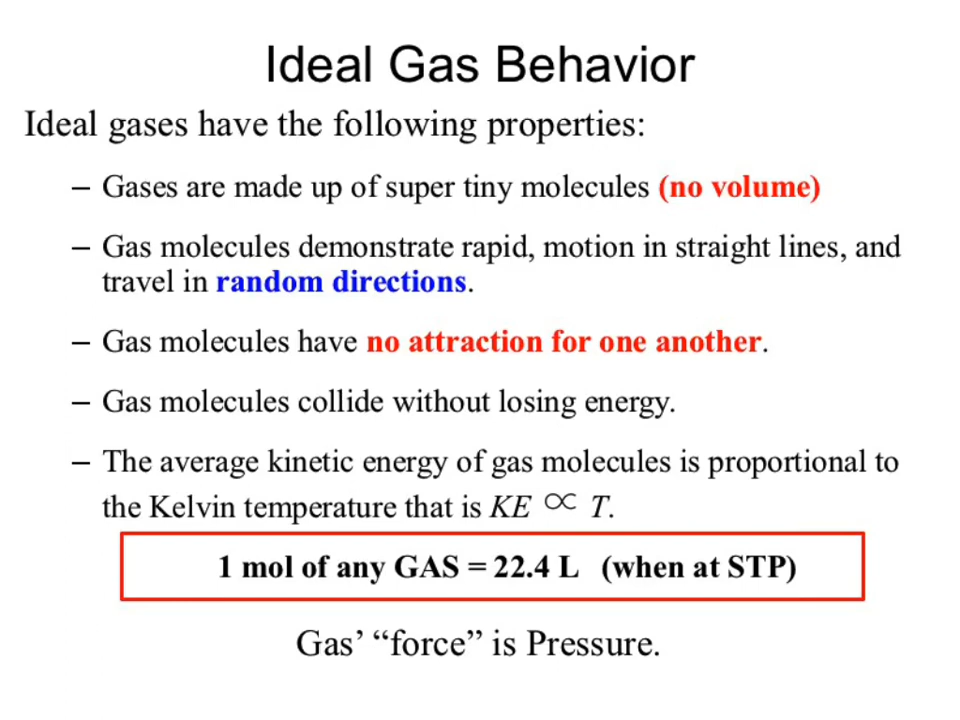 Ideal Gas Behavior
Ideal gases have the following properties:
– Gases are made up of super tiny molecules (no volume)
– Gas molecules demonstrate rapid, motion in straight lines, and
travel in random directions.
– Gas molecules have no attraction for one another.
– Gas molecules collide without losing energy.
– The average kinetic energy of gas molecules is proportional to
the Kelvin temperature that is KE ∝ T.
1 mol of any GAS = 22.4 L (when at STP)
Gas’ “force” is Pressure.